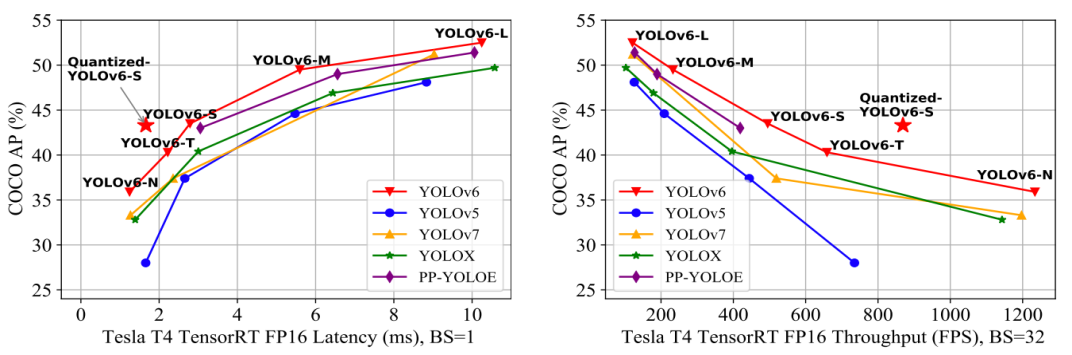 55
50
45
40
35
30
25
COCO AP (%)
YOLOv6-L
YOLOv6-M
Quantized-
YOLOv6-S
YOLOv6-S
YOLOv6-T
YOLOv6-N
YOLOv6
YOLOv5
YOLOv7
YOLOX
PP-YOLOE
0 2 4 6 8 10
Tesla T4 TensorRT FP16 Latency (ms), BS=1
55
50
45
40
35
30
25
COCO AP (%)
YOLOv6-L
YOLOv6-M
Quantized-
YOLOv6-S
YOLOv6-S
YOLOv6-T
YOLOv6-N
YOLOv6
YOLOv5
YOLOv7
YOLOX
PP-YOLOE
200 400 600 800 1000 1200
Tesla T4 TensorRT FP16 Throughput (FPS), BS=32